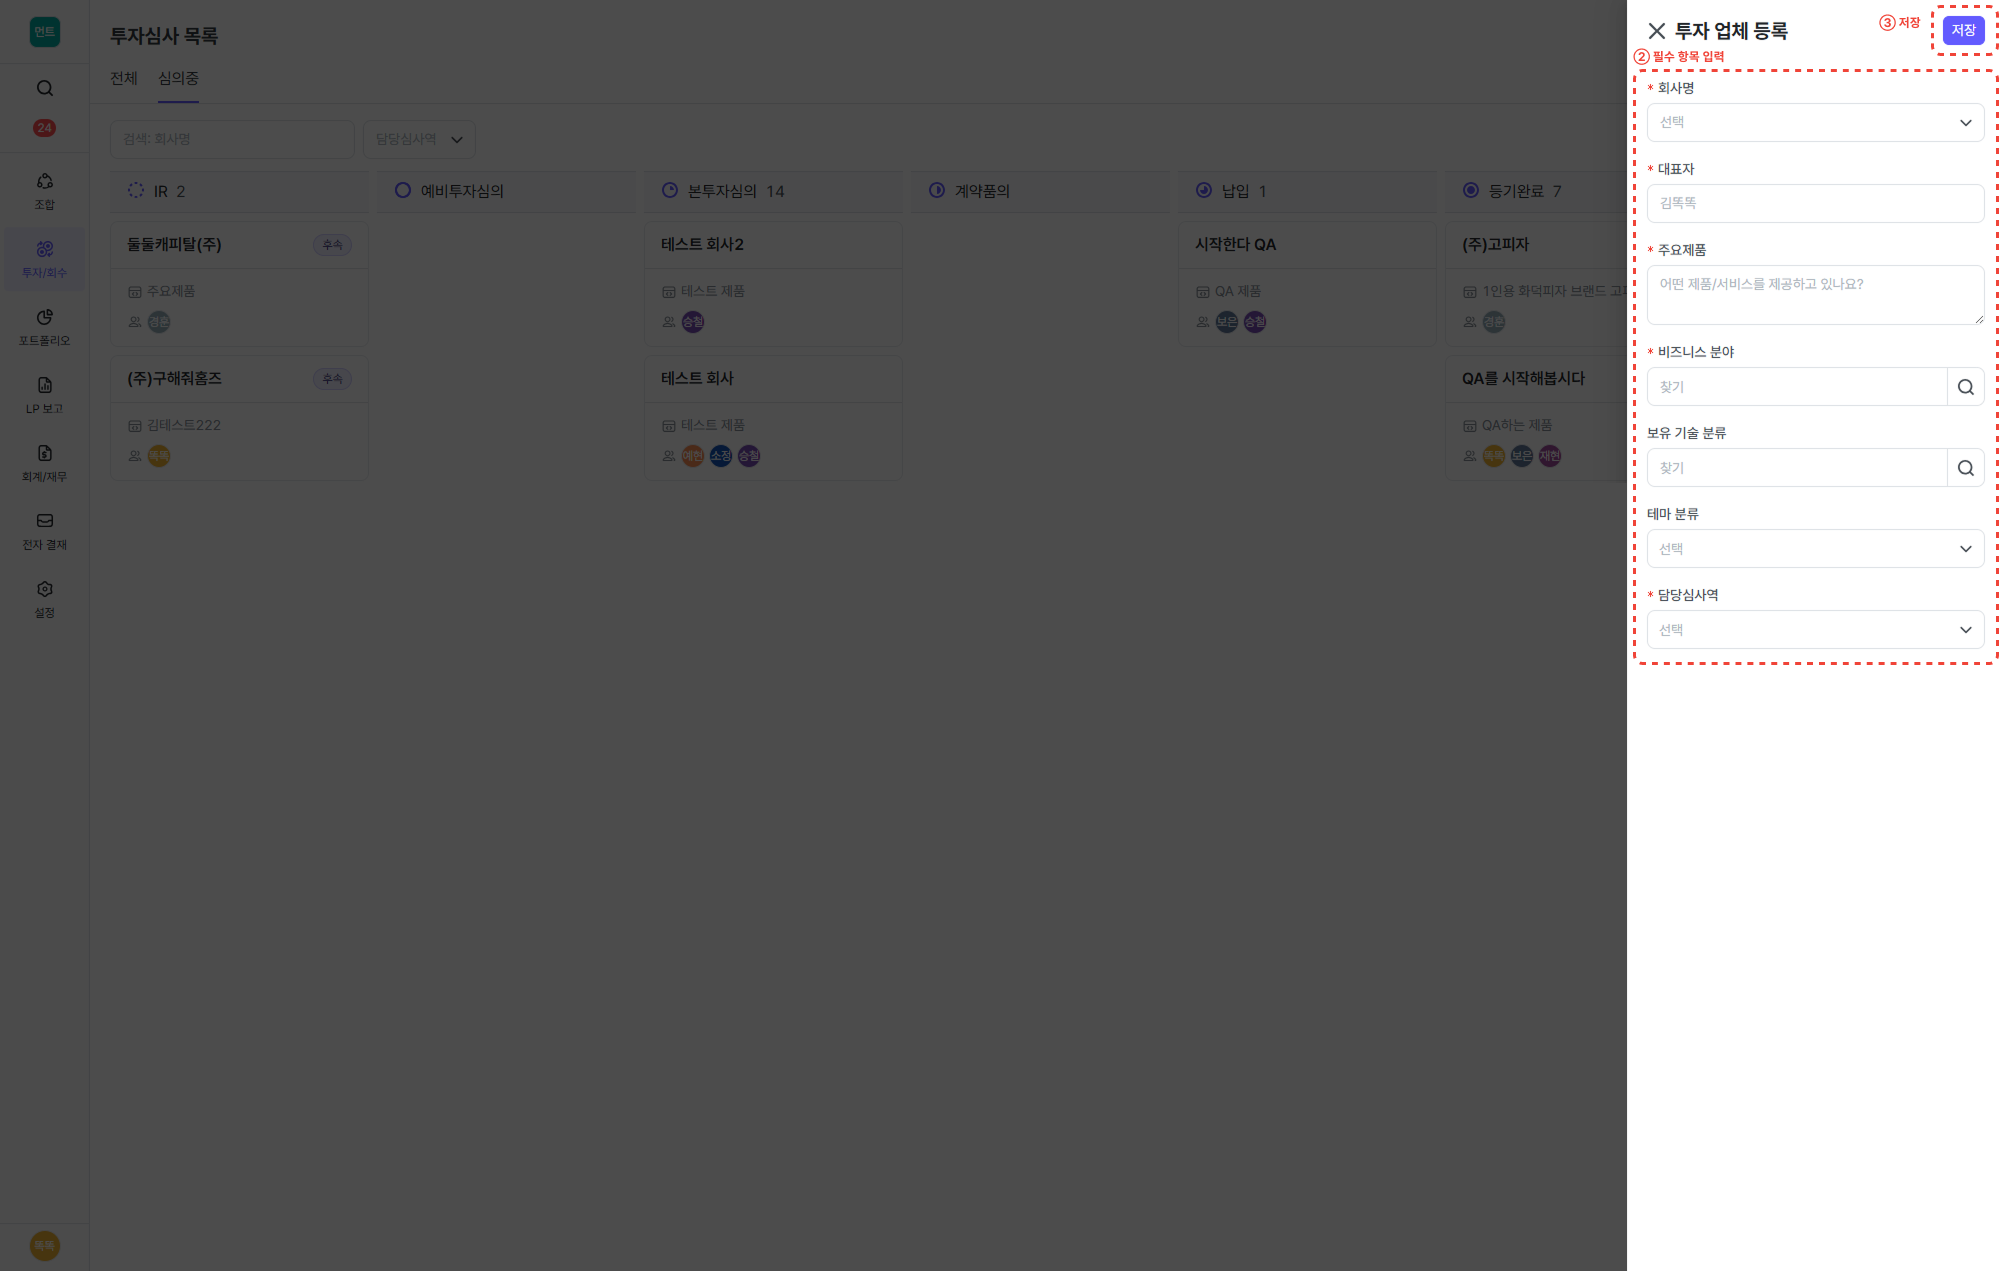 먼트
24
조합
투자/회수
포트폴리오
LP 보고
회계/재무
전자 결재
설정
똑똑
투자심사 목록
전체 심의중
검색: 회사명 담당심사역
IR 2
둘둘캐피탈(주) 후속
주요제품
경훈
(주)구해줘홈즈 후속
김테스트222
똑똑
예비투자심의
본투자심의 14
테스트 회사2
테스트 제품
승철
테스트 회사
테스트 제품
예현 소정 승철
계약품의
납입 1
시작한다 QA
QA 제품
보은 승철
등기완료 7
(주)고피자
1인용 화덕피자 브랜드
경훈
QA를 시작해봅시다
QA하는 제품
똑똑 보은 재현
투자 업체 등록
③ 저장
저장
② 필수 항목 입력
* 회사명
선택
* 대표자
김똑똑
* 주요제품
어떤 제품/서비스를 제공하고 있나요?
* 비즈니스 분야
찾기
보유 기술 분류
찾기
테마 분류
선택
* 담당심사역
선택